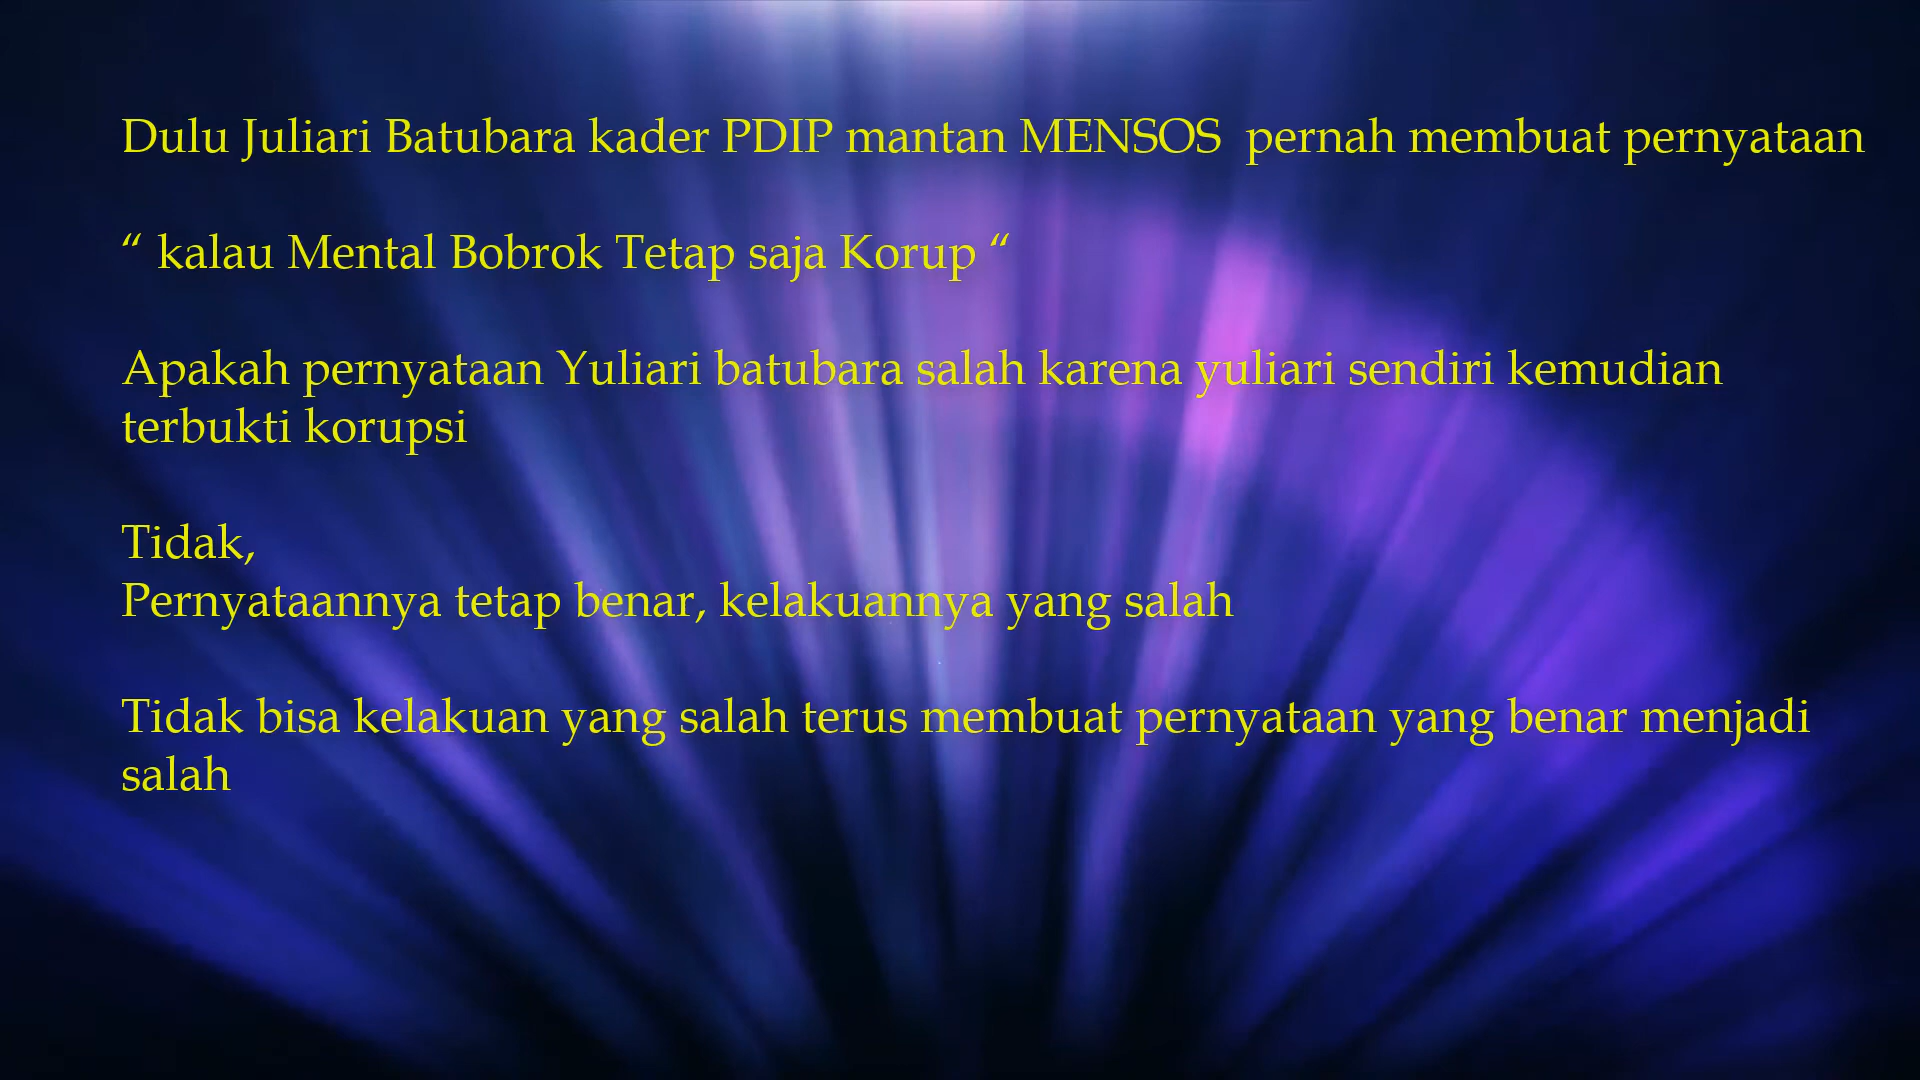 Dulu Juliari Batubara kader PDIP mantan MENSOS  pernah membuat pernyataan
“ kalau Mental Bobrok Tetap saja Korup “
Apakah pernyataan Yuliari batubara salah karena yuliari sendiri kemudian
terbukti korupsi
Tidak,
Pernyataannya tetap benar, kelakuannya yang salah
Tidak bisa kelakuan yang salah terus membuat pernyataan yang benar menjadi
salah